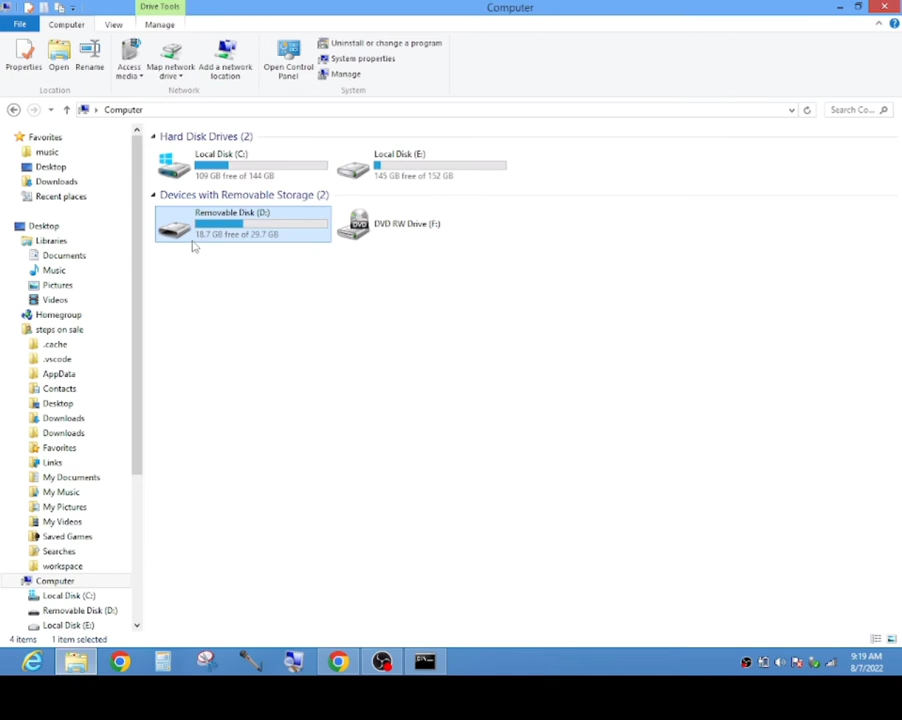 Drive Tools
Computer
File
Computer
View
Manage
Properties
Open
Rename
Access media
Map network drive
Add a network location
Open Control Panel
Uninstall or change a program
System properties
Manage
Location
Network
System
Computer
Search Co...
Favorites
music
Desktop
Downloads
Recent places
Desktop
Libraries
Documents
Music
Pictures
Videos
Homegroup
steps on sale
.cache
.vscode
AppData
Contacts
Desktop
Downloads
Downloads
Favorites
Links
My Documents
My Music
My Pictures
My Videos
Saved Games
Searches
workspace
Computer
Local Disk (C:)
Removable Disk (D:)
Local Disk (E:)
Hard Disk Drives (2)
Local Disk (C:)
109 GB free of 144 GB
Local Disk (E:)
145 GB free of 152 GB
Devices with Removable Storage (2)
Removable Disk (D:)
18.7 GB free of 29.7 GB
DVD
DVD RW Drive (F:)
4 items
1 item selected
9:19 AM
8/7/2022